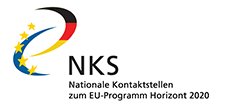 NKS
Nationale Kontaktstellen
zum EU-Programm Horizont 2020